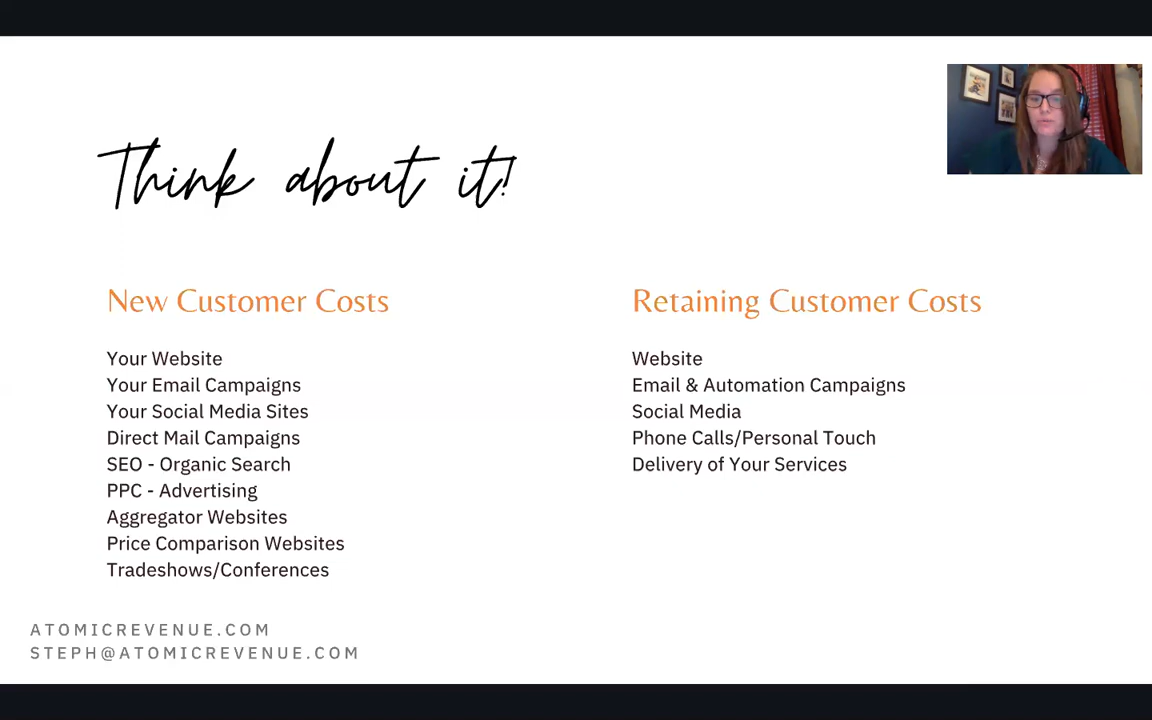 Think about it!
New Customer Costs
Your Website
Your Email Campaigns
Your Social Media Sites
Direct Mail Campaigns
SEO - Organic Search
PPC - Advertising
Aggregator Websites
Price Comparison Websites
Tradeshows/Conferences
Retaining Customer Costs
Website
Email & Automation Campaigns
Social Media
Phone Calls/Personal Touch
Delivery of Your Services
ATOMICREVENUE.COM
STEPH@ATOMICREVENUE.COM